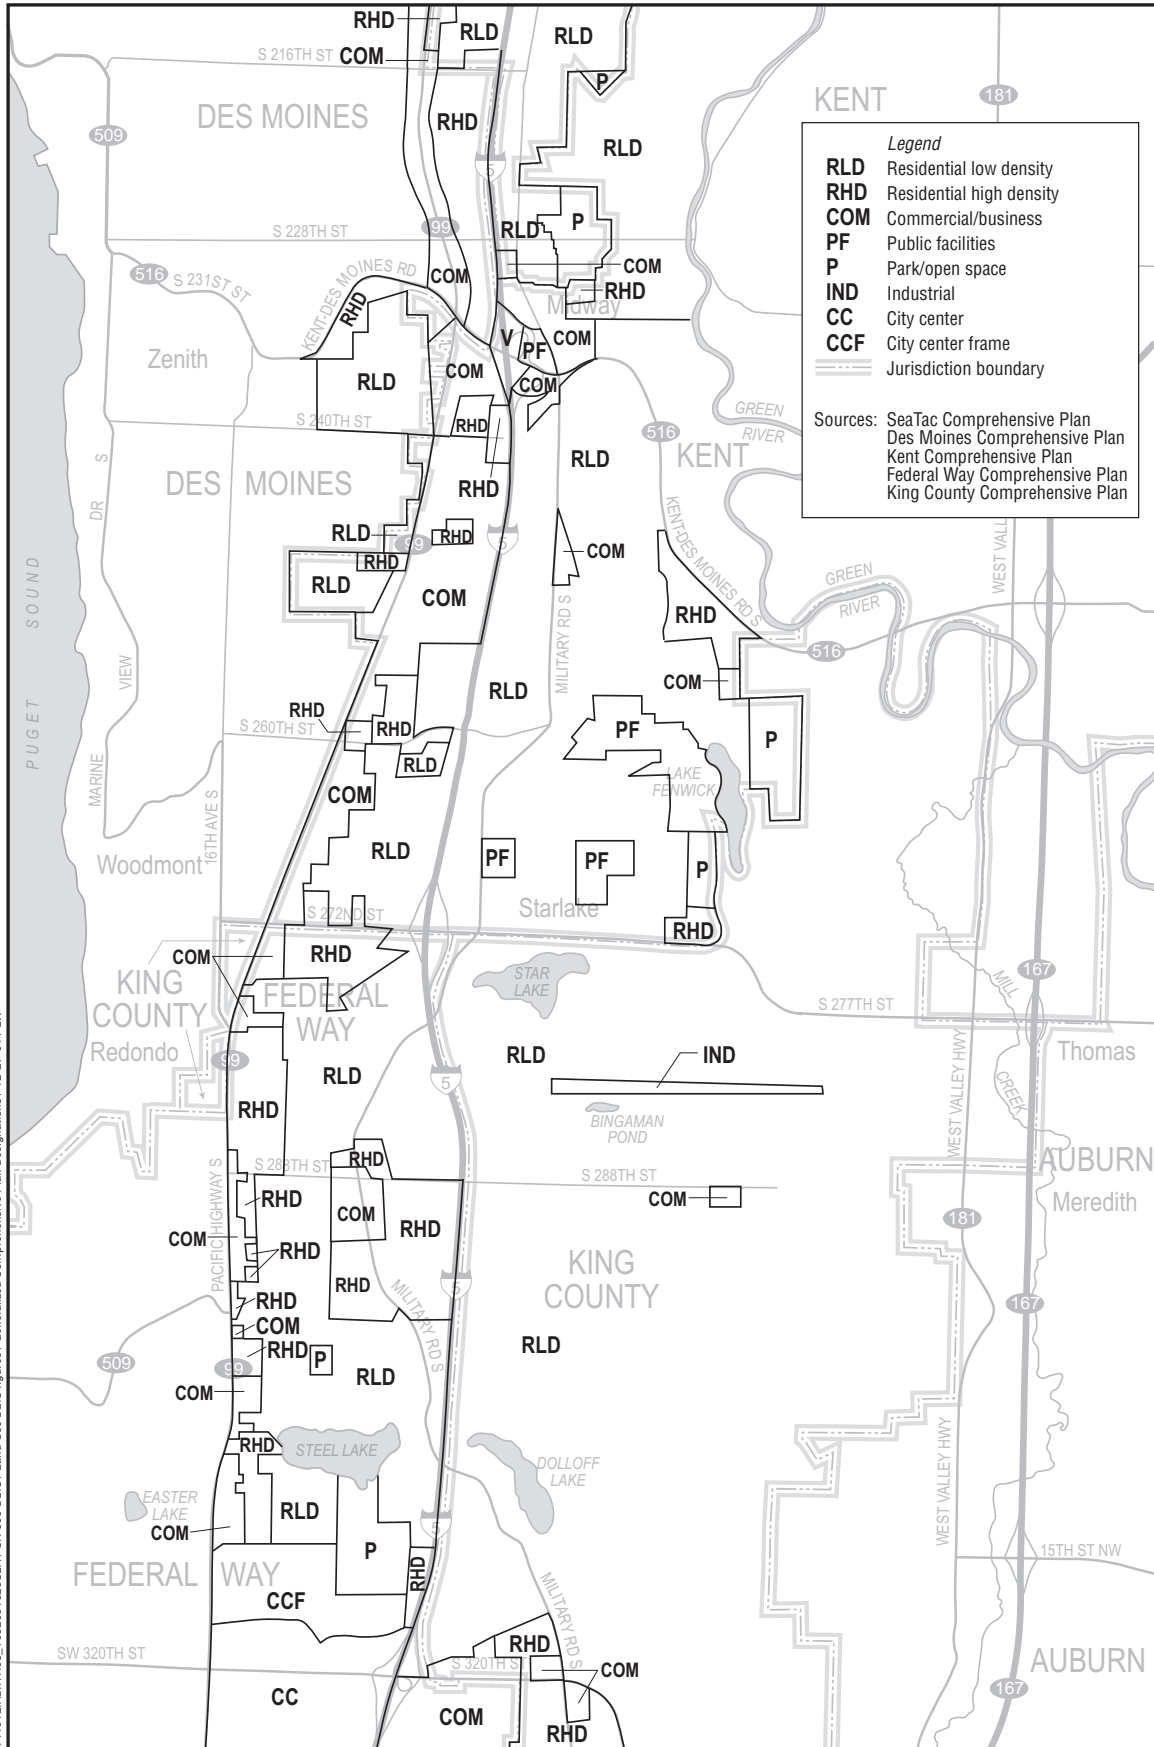 RHD
RLD
RLD
S 216TH ST
COM
P
KENT
181
DES MOINES
RHD
509
RLD
Legend
RLD Residential low density
RHD Residential high density
COM Commercial/business
PF Public facilities
P Park/open space
IND Industrial
CC City center
CCF City center frame
Jurisdiction boundary
Sources: SeaTac Comprehensive Plan
Des Moines Comprehensive Plan
Kent Comprehensive Plan
Federal Way Comprehensive Plan
King County Comprehensive Plan
5
99
S 228TH ST
RLD
P
516
S 231ST ST
KENT-DES MOINES RD
COM
COM
RHD
RHD
Midway
Zenith
V
PF
COM
RLD
COM
COM
GREEN
RIVER
S 240TH ST
RHD
516
KENT
DES MOINES
RLD
RHD
S
DR
RLD
99
RHD
5
COM
KENT-DES MOINES RD S
WEST VALL
PUGET SOUND
RHD
RLD
COM
MILITARY RD S
RHD
GREEN
RIVER
516
VIEW
RLD
COM
RHD
S 260TH ST
RHD
PF
P
RLD
LAKE
FENWICK
MARINE
COM
16TH AVE S
Woodmont
RLD
PF
PF
P
S 272ND ST
Starlake
RHD
COM
RHD
KING
COUNTY
FEDERAL
WAY
STAR
LAKE
167
MILL
S 277TH ST
Redondo
99
RLD
RLD
IND
Thomas
5
WEST VALLEY HWY
CREEK
RHD
BINGAMAN
POND
S 288TH ST
RHD
S 288TH ST
AUBURN
Meredith
RHD
COM
RHD
COM
181
PACIFIC HIGHWAY S
COM
RHD
KING
COUNTY
RHD
5
MILITARY RD S
RHD
COM
167
RHD
P
RLD
RLD
509
99
COM
WEST VALLEY HWY
RHD
STEEL LAKE
DOLLOFF
LAKE
EASTER
LAKE
COM
RLD
5
WEST VALLEY HWY
P
15TH ST NW
FEDERAL WAY
RHD
CCF
MILITARY RD S
SW 320TH ST
RHD
S 320TH S
COM
AUBURN
167
CC
COM
RHD